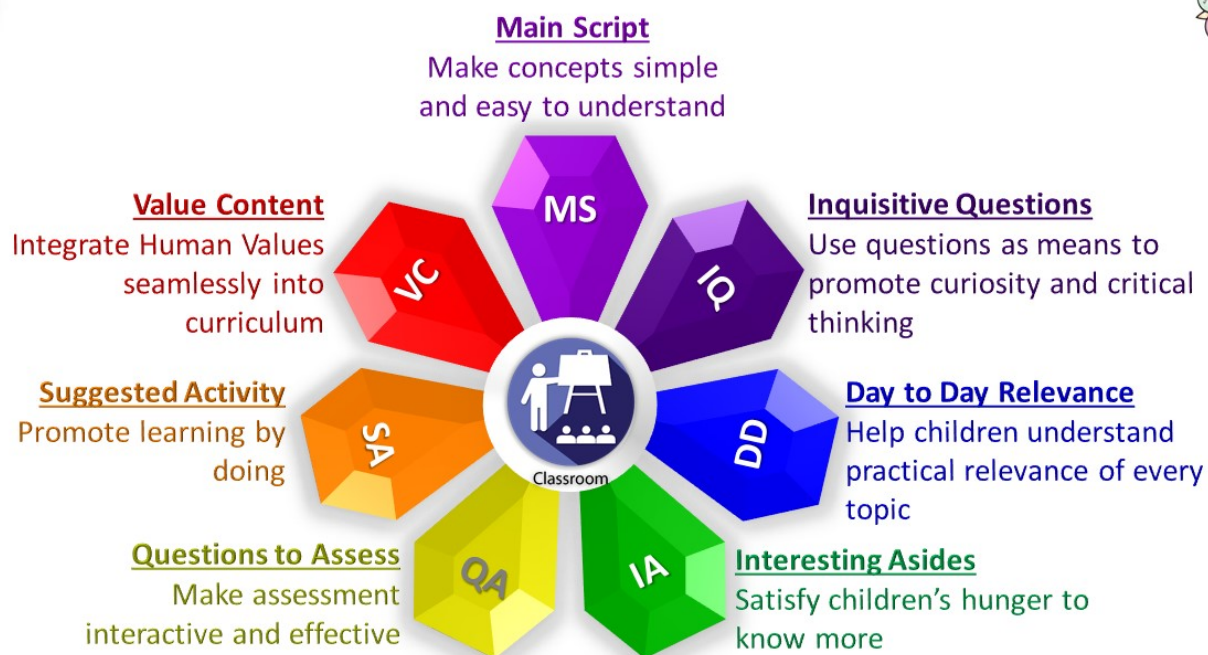 Main Script
Make concepts simple
and easy to understand
MS
Inquisitive Questions
Use questions as means to
promote curiosity and critical
thinking
IQ
Day to Day Relevance
Help children understand
practical relevance of every
topic
DD
Interesting Asides
Satisfy children’s hunger to
know more
IA
Questions to Assess
Make assessment
interactive and effective
QA
Suggested Activity
Promote learning by
doing
SA
Value Content
Integrate Human Values
seamlessly into
curriculum
VC
Classroom